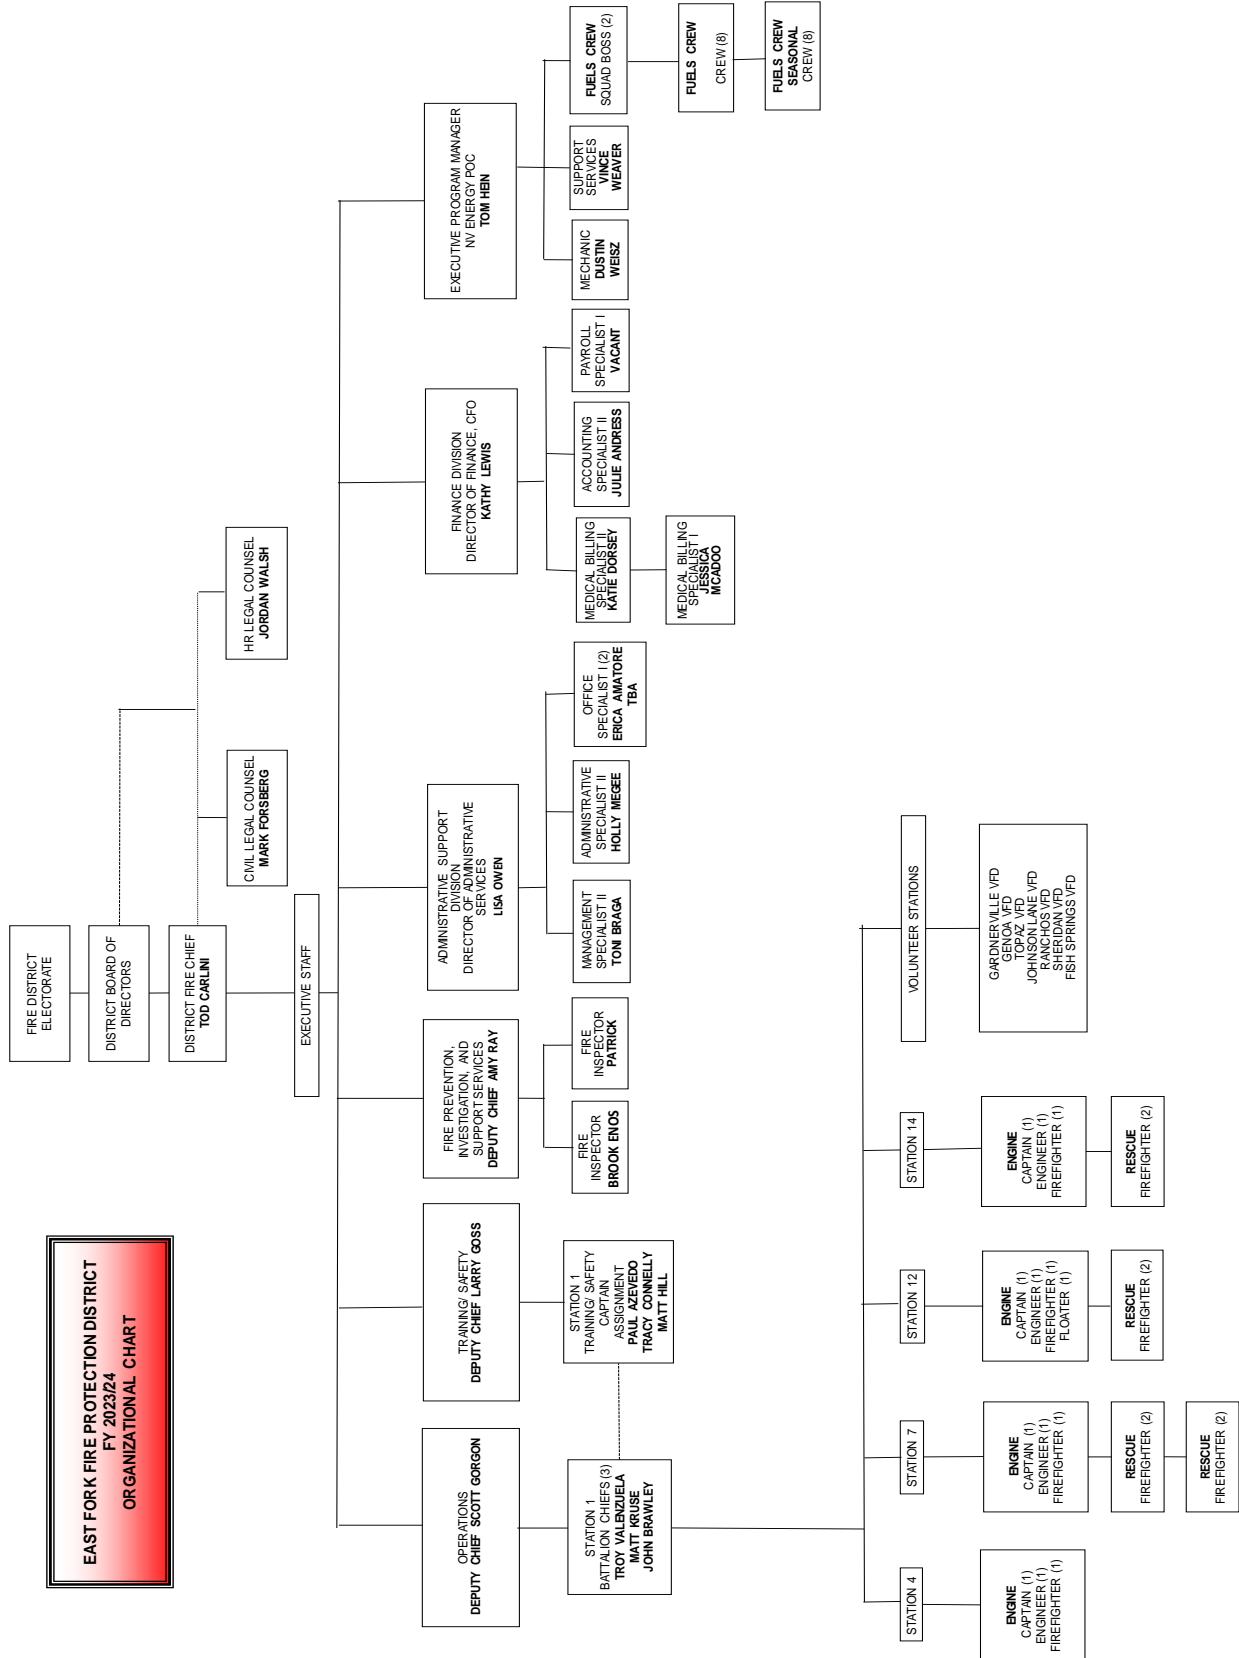 EAST FORK FIRE PROTECTION DISTRICT
FY 2023/24
ORGANIZATIONAL CHART
FIRE DISTRICT
ELECTORATE
DISTRICT BOARD OF
DIRECTORS
DISTRICT FIRE CHIEF
TOD CARLINI
CIVIL LEGAL COUNSEL
MARK FORSBERG
HR LEGAL COUNSEL
JORDAN WALSH
EXECUTIVE STAFF
OPERATIONS
DEPUTY CHIEF SCOTT GORGON
TRAINING/ SAFETY
DEPUTY CHIEF LARRY GOSS
FIRE PREVENTION,
INVESTIGATION, AND
SUPPORT SERVICES
DEPUTY CHIEF AMY RAY
ADMINISTRATIVE SUPPORT
DIVISION
DIRECTOR OF ADMINISTRATIVE
SERVICES
LISA OWEN
FINANCE DIVISION
DIRECTOR OF FINANCE, CFO
KATHY LEWIS
EXECUTIVE PROGRAM MANAGER
NV ENERGY POC
TOM HEIN
STATION 1
BATTALION CHIEFS (3)
TROY VALENZUELA
MATT KRUSE
JOHN BRAWLEY
STATION 1
TRAINING/ SAFETY
CAPTAIN
ASSIGNMENT
PAUL AZEVEDO
TRACY CONNELLY
MATT HILL
FIRE
INSPECTOR
BROOK ENOS
FIRE
INSPECTOR
PATRICK
MANAGEMENT
SPECIALIST II
TONI BRAGA
ADMINISTRATIVE
SPECIALIST II
HOLLY MEGEE
OFFICE
SPECIALIST I (2)
ERICA AMATORE
TBA
MEDICAL BILLING
SPECIALIST II
KATIE DORSEY
ACCOUNTING
SPECIALIST II
JULIE ANDRESS
PAYROLL
SPECIALIST I
VACANT
MECHANIC
DUSTIN
WEISZ
SUPPORT
SERVICES
VINCE
WEAVER
FUELS CREW
SQUAD BOSS (2)
MEDICAL BILLING
SPECIALIST I
JESSICA
MCADOO
FUELS CREW
CREW (8)
FUELS CREW
SEASONAL
CREW (8)
STATION 4
STATION 7
STATION 12
STATION 14
VOLUNTEER STATIONS
ENGINE
CAPTAIN (1)
ENGINEER (1)
FIREFIGHTER (1)
ENGINE
CAPTAIN (1)
ENGINEER (1)
FIREFIGHTER (1)
ENGINE
CAPTAIN (1)
ENGINEER (1)
FIREFIGHTER (1)
FLOATER (1)
ENGINE
CAPTAIN (1)
ENGINEER (1)
FIREFIGHTER (1)
GARDNERVILLE VFD
GENOA VFD
TOPAZ VFD
JOHNSON LANE VFD
RANCHOS VFD
SHERIDAN VFD
FISH SPRINGS VFD
RESCUE
FIREFIGHTER (2)
RESCUE
FIREFIGHTER (2)
RESCUE
FIREFIGHTER (2)
RESCUE
FIREFIGHTER (2)